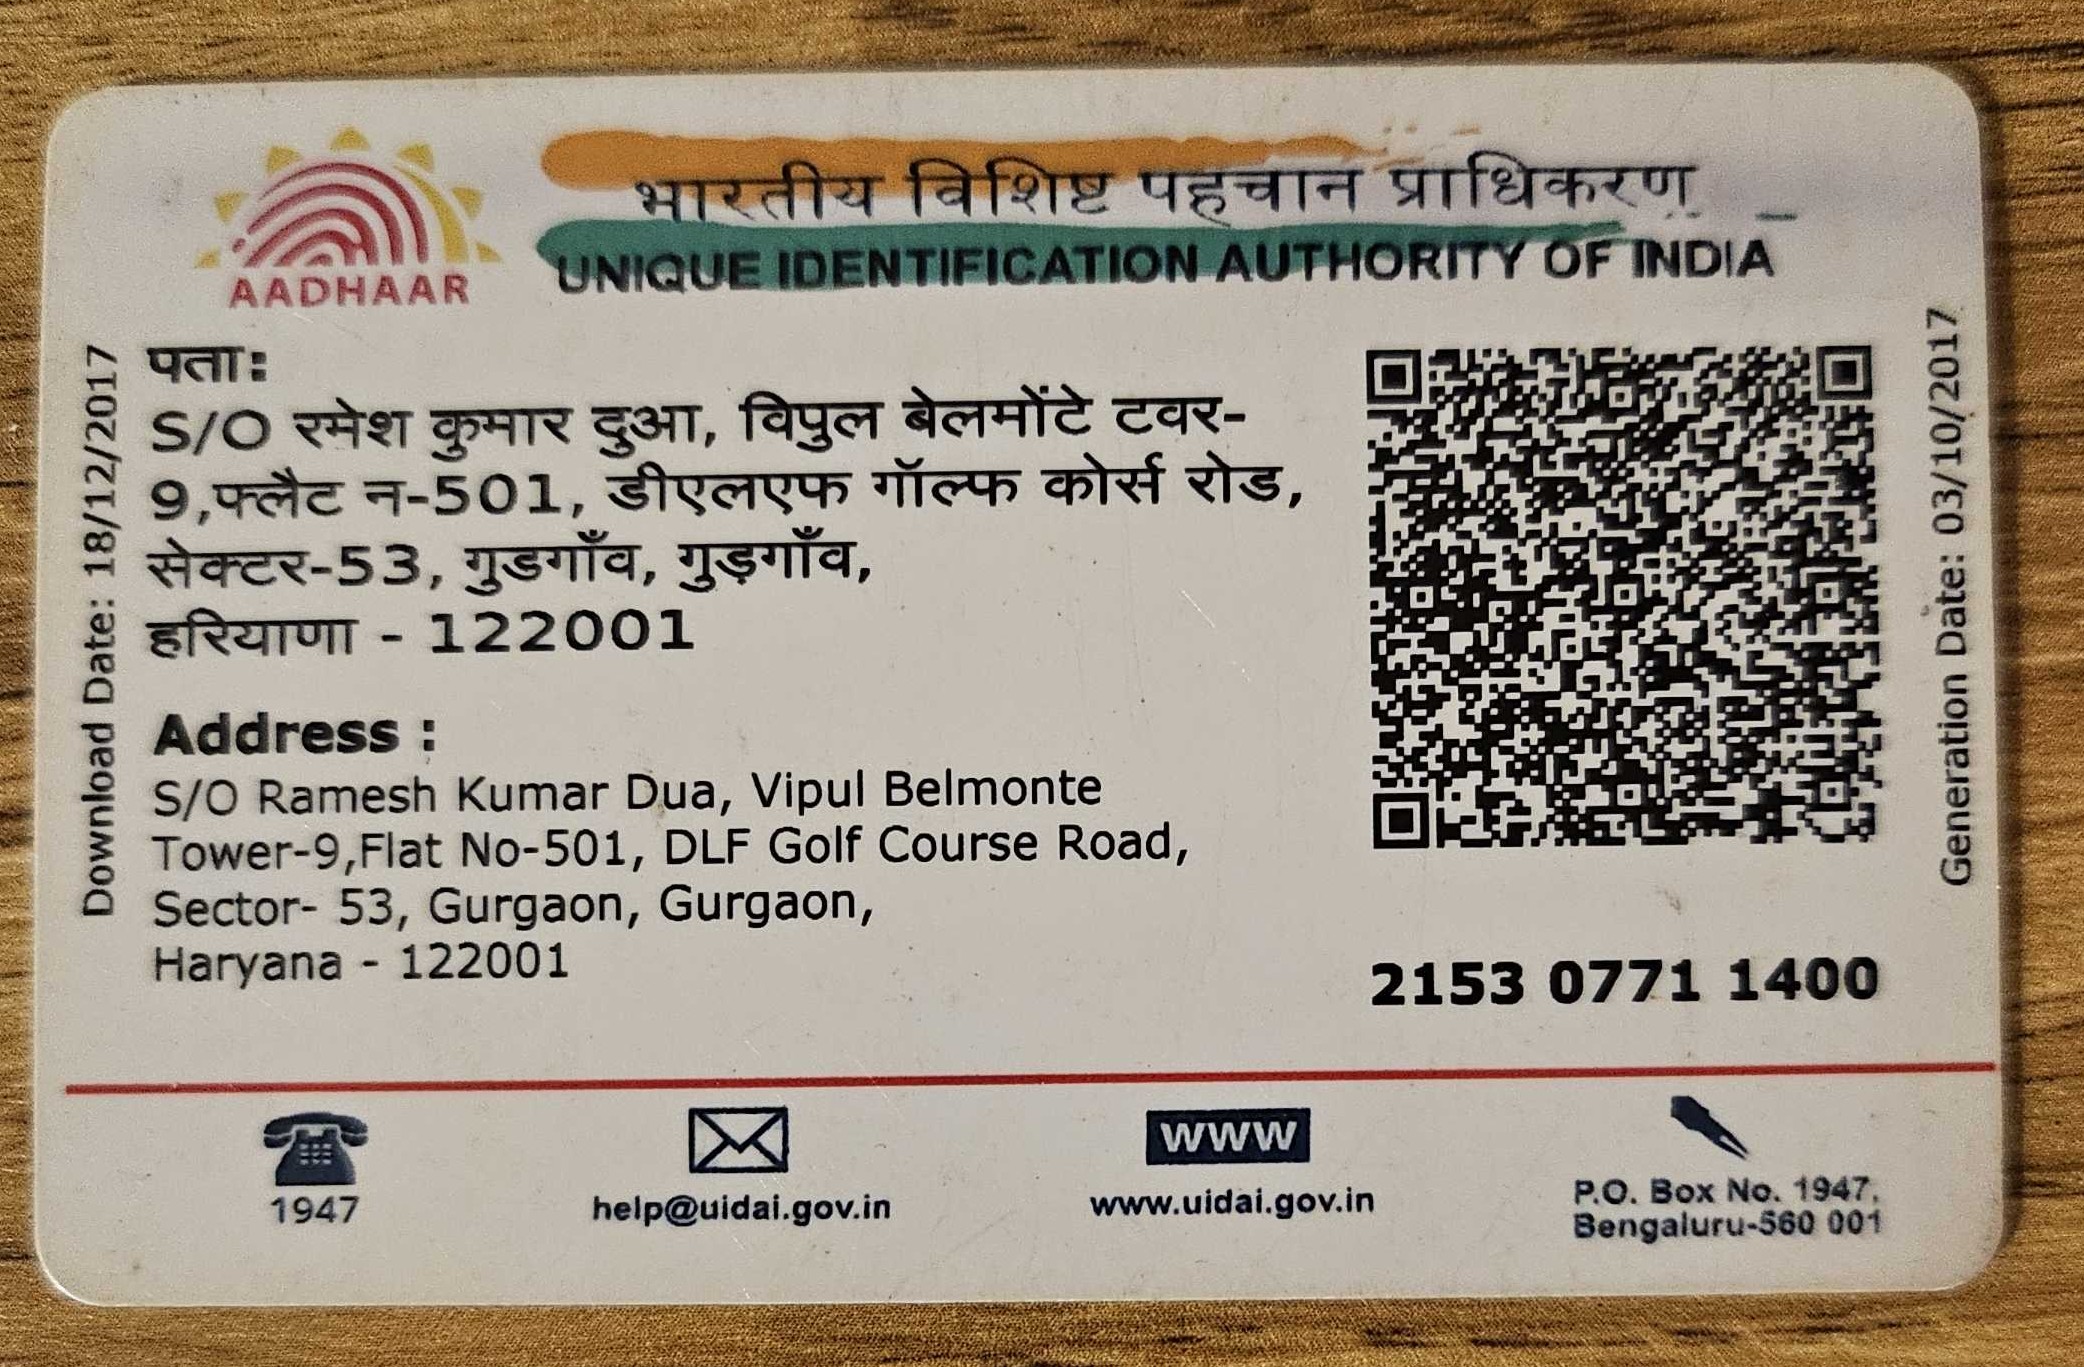 भारतीय विशिष्ट पहचान प्राधिकरण
UNIQUE IDENTIFICATION AUTHORITY OF INDIA
AADHAAR
Download Date: 18/12/2017
Generation Date: 03/10/2017
पता:
S/O रमेश कुमार दुआ, विपुल बेलमोंटे टवर-
9,फ्लैट न-501, डीएलएफ गॉल्फ कोर्स रोड,
सेक्टर-53, गुडगाँव, गुड़गाँव,
हरियाणा - 122001
Address :
S/O Ramesh Kumar Dua, Vipul Belmonte
Tower-9,Flat No-501, DLF Golf Course Road,
Sector- 53, Gurgaon, Gurgaon,
Haryana - 122001
2153 0771 1400
1947
help@uidai.gov.in
www
www.uidai.gov.in
P.O. Box No. 1947,
Bengaluru-560 001